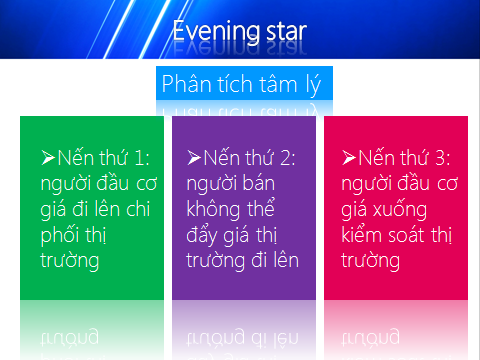 Evening star
Phân tích tâm lý
➢Nến thứ 1:
người đầu cơ
giá đi lên chi
phối thị
trường
➢Nến thứ 2:
người bán
không thể
đẩy giá thị
trường đi lên
➢Nến thứ 3:
người đầu cơ
giá xuống
kiểm soát thị
trường